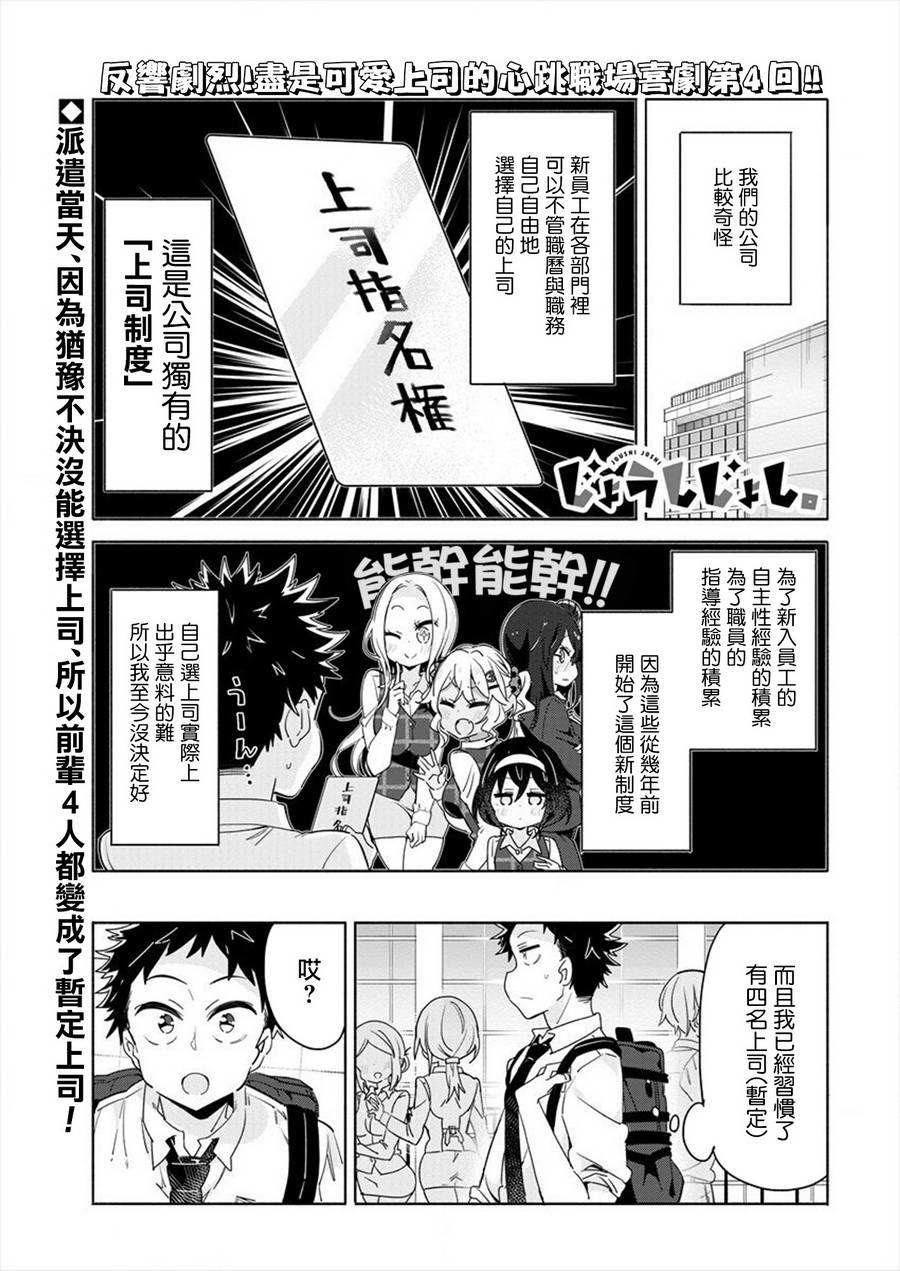 反響劇烈!盡是可愛上司的心跳職場喜劇第4回!!
◆派遣當天、因為猶豫不決沒能選擇上司、所以前輩4人都變成了暫定上司!
我們的公司
比較奇怪
JOUSHI JOSHI
じょうしじょし。
新員工在各部門裡
可以不管職曆與職務
自己自由地
選擇自己的上司
上司指名權
這是公司獨有的
「上司制度」
為了新入員工的
自主性經驗的積累
為了職員的
指導經驗的積累
因為這些從幾年前
開始了這個新制度
能幹能幹!!
上司指名
うーん
自己選上司實際上
出乎意料的難
所以我至今沒決定好
而且我已經習慣了
有四名上司(暫定)
哎?